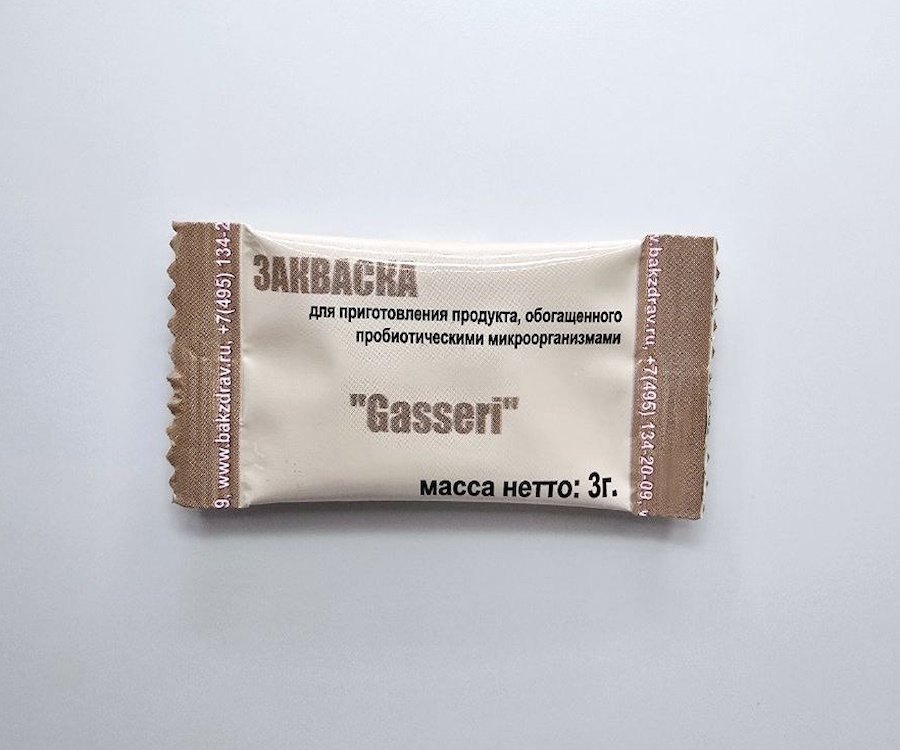 ЗАКВАСКА
для приготовления продукта, обогащенного
пробиотическими микроорганизмами
"Gasseri"
масса нетто: 3г.
9, www.bakzdrav.ru, +7(495) 134-2
v.bakzdrav.ru, +7(495) 134-20-09, v